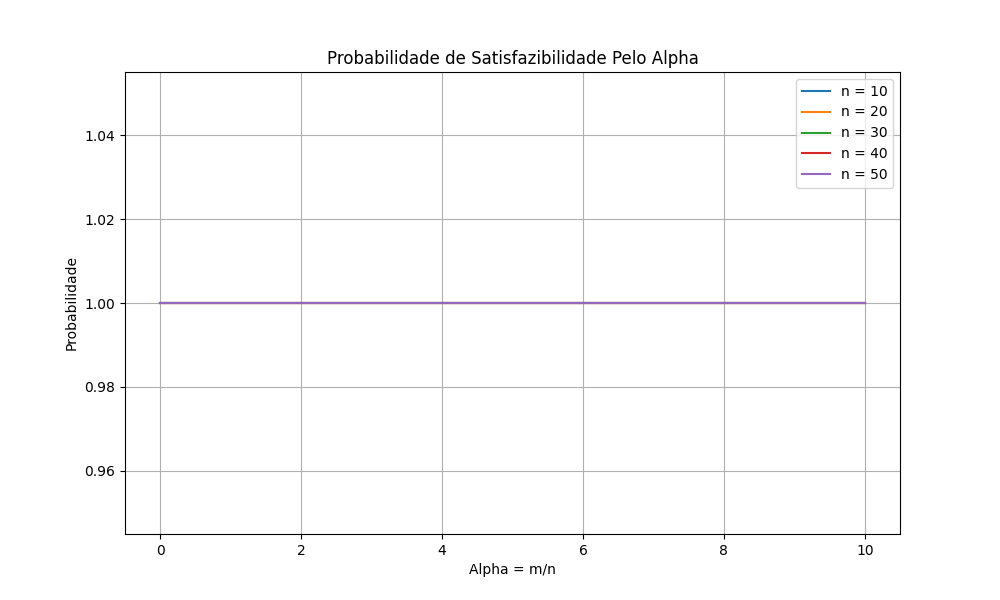 Probabilidade de Satisfazibilidade Pelo Alpha
n = 10
n = 20
n = 30
n = 40
n = 50
1.04
1.02
1.00
0.98
0.96
Probabilidade
0 2 4 6 8 10
Alpha = m/n